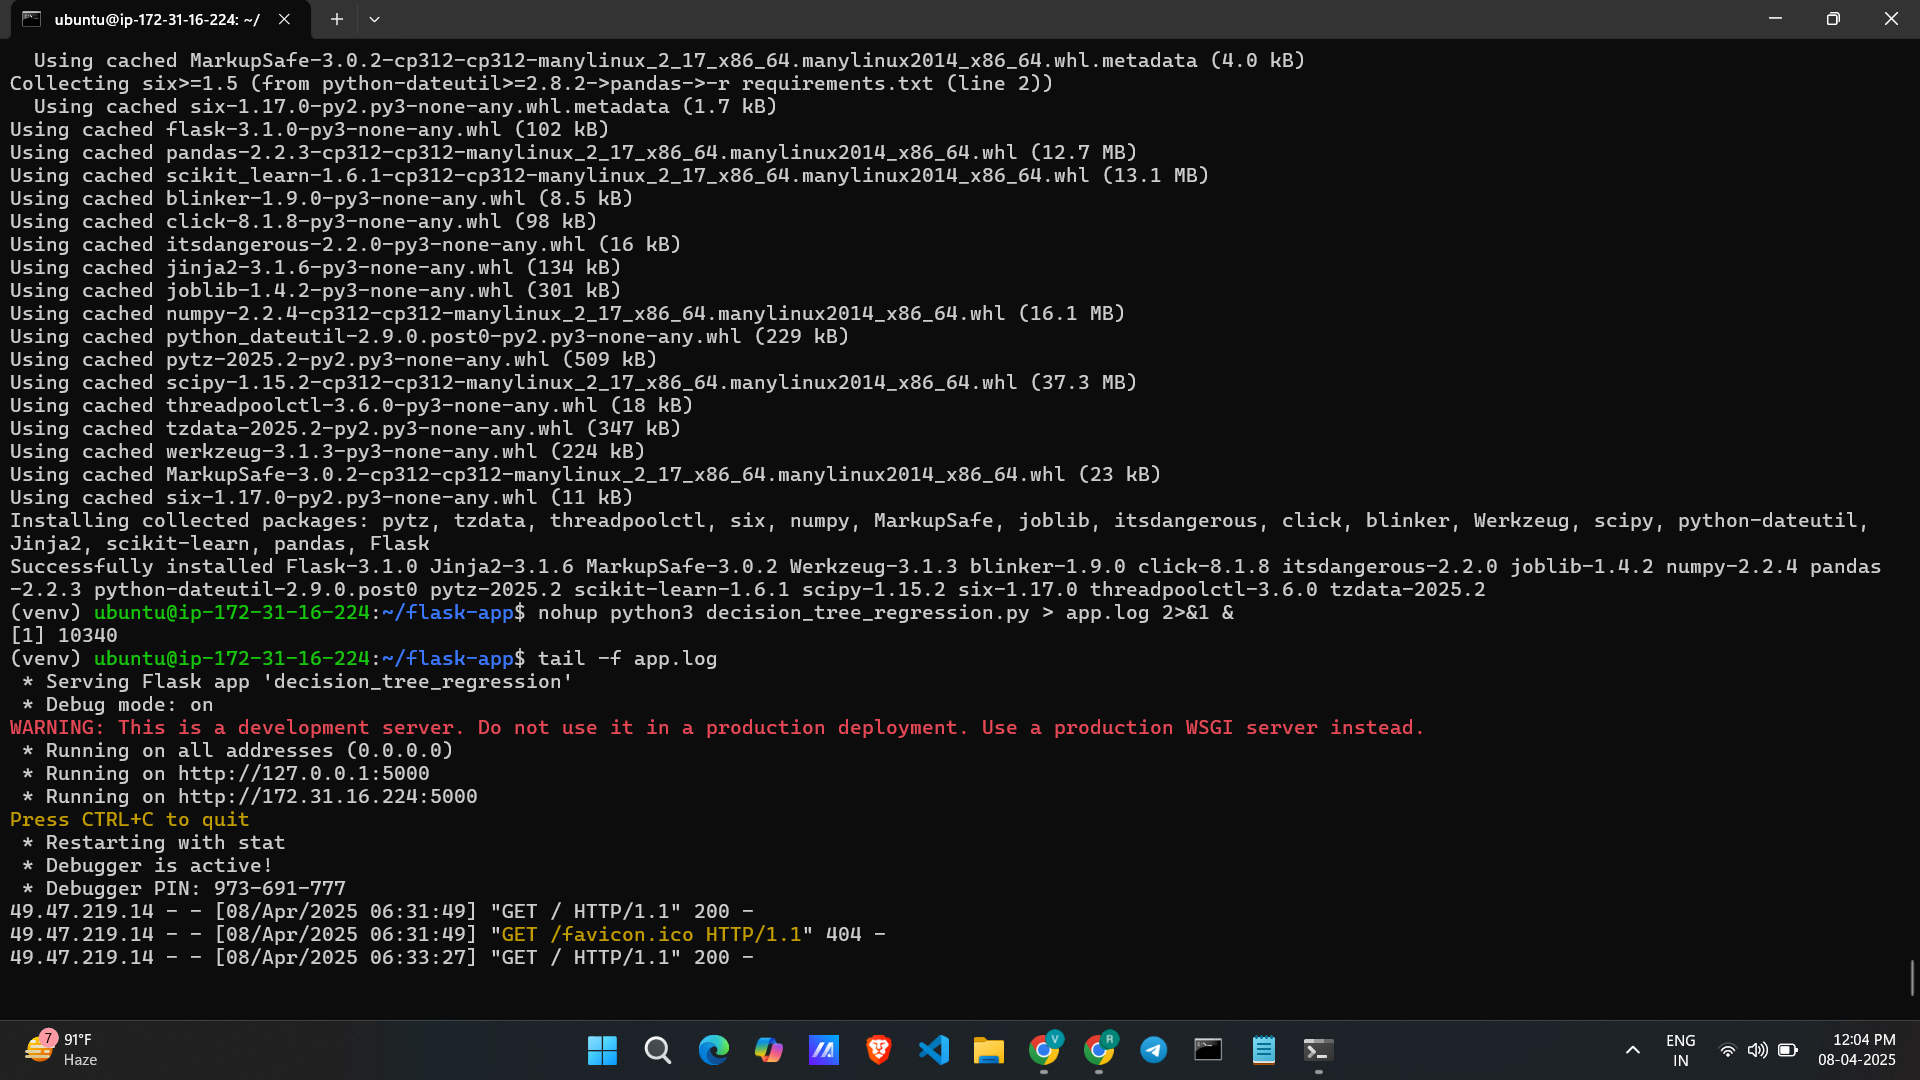 ubuntu@ip-172-31-16-224: ~/
Using cached MarkupSafe-3.0.2-cp312-cp312-manylinux_2_17_x86_64.manylinux2014_x86_64.whl.metadata (4.0 kB)
Collecting six>=1.5 (from python-dateutil>=2.8.2->pandas->-r requirements.txt (line 2))
Using cached six-1.17.0-py2.py3-none-any.whl.metadata (1.7 kB)
Using cached flask-3.1.0-py3-none-any.whl (102 kB)
Using cached pandas-2.2.3-cp312-cp312-manylinux_2_17_x86_64.manylinux2014_x86_64.whl (12.7 MB)
Using cached scikit_learn-1.6.1-cp312-cp312-manylinux_2_17_x86_64.manylinux2014_x86_64.whl (13.1 MB)
Using cached blinker-1.9.0-py3-none-any.whl (8.5 kB)
Using cached click-8.1.8-py3-none-any.whl (98 kB)
Using cached itsdangerous-2.2.0-py3-none-any.whl (16 kB)
Using cached jinja2-3.1.6-py3-none-any.whl (134 kB)
Using cached joblib-1.4.2-py3-none-any.whl (301 kB)
Using cached numpy-2.2.4-cp312-cp312-manylinux_2_17_x86_64.manylinux2014_x86_64.whl (16.1 MB)
Using cached python_dateutil-2.9.0.post0-py2.py3-none-any.whl (229 kB)
Using cached pytz-2025.2-py2.py3-none-any.whl (509 kB)
Using cached scipy-1.15.2-cp312-cp312-manylinux_2_17_x86_64.manylinux2014_x86_64.whl (37.3 MB)
Using cached threadpoolctl-3.6.0-py3-none-any.whl (18 kB)
Using cached tzdata-2025.2-py2.py3-none-any.whl (347 kB)
Using cached werkzeug-3.1.3-py3-none-any.whl (224 kB)
Using cached MarkupSafe-3.0.2-cp312-cp312-manylinux_2_17_x86_64.manylinux2014_x86_64.whl (23 kB)
Using cached six-1.17.0-py2.py3-none-any.whl (11 kB)
Installing collected packages: pytz, tzdata, threadpoolctl, six, numpy, MarkupSafe, joblib, itsdangerous, click, blinker, Werkzeug, scipy, python-dateutil,
Jinja2, scikit-learn, pandas, Flask
Successfully installed Flask-3.1.0 Jinja2-3.1.6 MarkupSafe-3.0.2 Werkzeug-3.1.3 blinker-1.9.0 click-8.1.8 itsdangerous-2.2.0 joblib-1.4.2 numpy-2.2.4 pandas
-2.2.3 python-dateutil-2.9.0.post0 pytz-2025.2 scikit-learn-1.6.1 scipy-1.15.2 six-1.17.0 threadpoolctl-3.6.0 tzdata-2025.2
(venv) ubuntu@ip-172-31-16-224:~/flask-app$ nohup python3 decision_tree_regression.py > app.log 2>&1 &
[1] 10340
(venv) ubuntu@ip-172-31-16-224:~/flask-app$ tail -f app.log
* Serving Flask app 'decision_tree_regression'
* Debug mode: on
WARNING: This is a development server. Do not use it in a production deployment. Use a production WSGI server instead.
* Running on all addresses (0.0.0.0)
* Running on http://127.0.0.1:5000
* Running on http://172.31.16.224:5000
Press CTRL+C to quit
* Restarting with stat
* Debugger is active!
* Debugger PIN: 973-691-777
49.47.219.14 - - [08/Apr/2025 06:31:49] "GET / HTTP/1.1" 200 -
49.47.219.14 - - [08/Apr/2025 06:31:49] "GET /favicon.ico HTTP/1.1" 404 -
49.47.219.14 - - [08/Apr/2025 06:33:27] "GET / HTTP/1.1" 200 -
7
91°F
Haze
V
R
ENG
IN
12:04 PM
08-04-2025